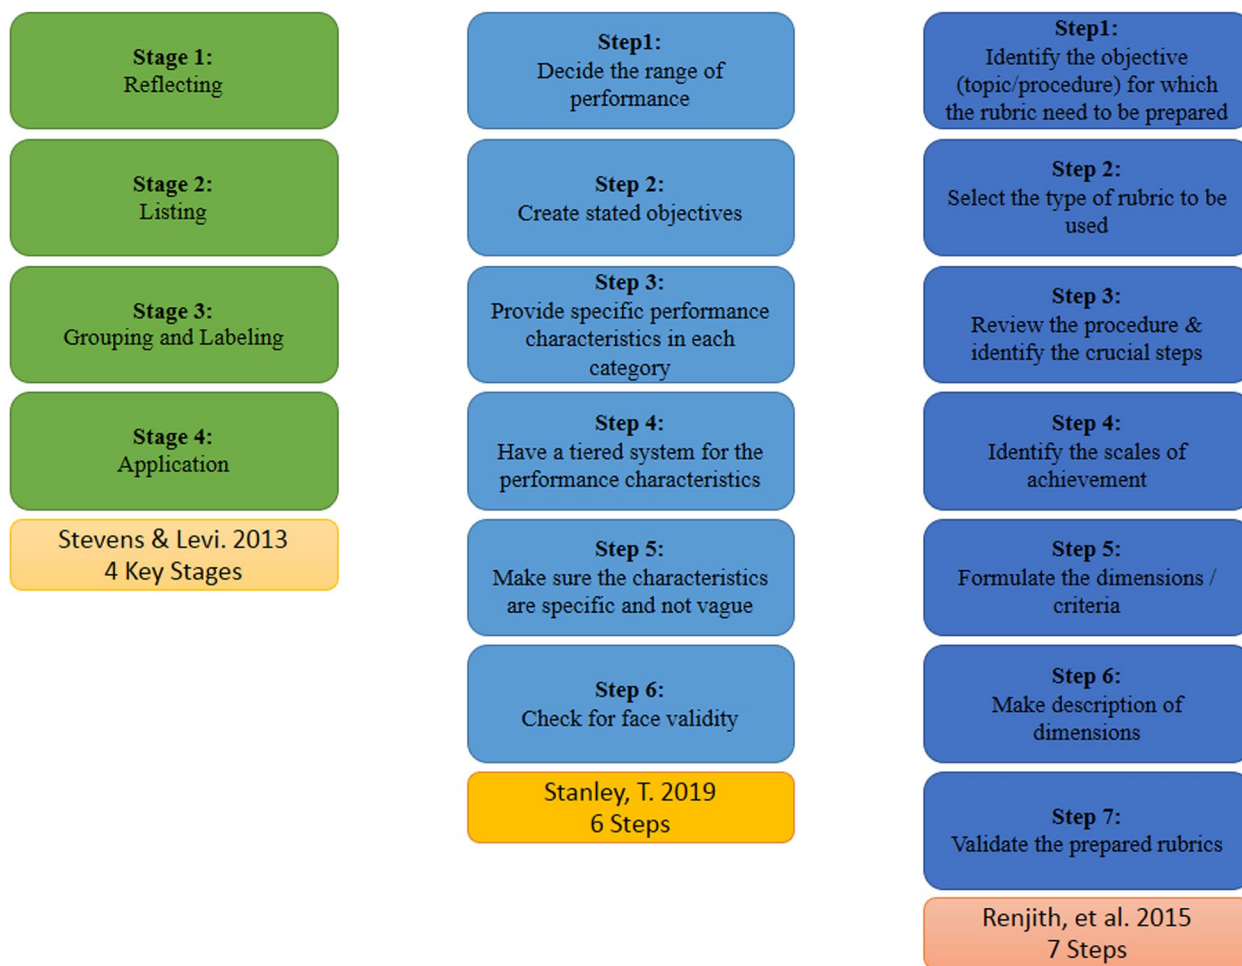 Stage 1:
Reflecting
Stage 2:
Listing
Stage 3:
Grouping and Labeling
Stage 4:
Application
Stevens & Levi. 2013
4 Key Stages
Step1:
Decide the range of
performance
Step 2:
Create stated objectives
Step 3:
Provide specific performance
characteristics in each
category
Step 4:
Have a tiered system for the
performance characteristics
Step 5:
Make sure the characteristics
are specific and not vague
Step 6:
Check for face validity
Stanley, T. 2019
6 Steps
Step1:
Identify the objective
(topic/procedure) for which
the rubric need to be prepared
Step 2:
Select the type of rubric to be
used
Step 3:
Review the procedure &
identify the crucial steps
Step 4:
Identify the scales of
achievement
Step 5:
Formulate the dimensions /
criteria
Step 6:
Make description of
dimensions
Step 7:
Validate the prepared rubrics
Renjith, et al. 2015
7 Steps